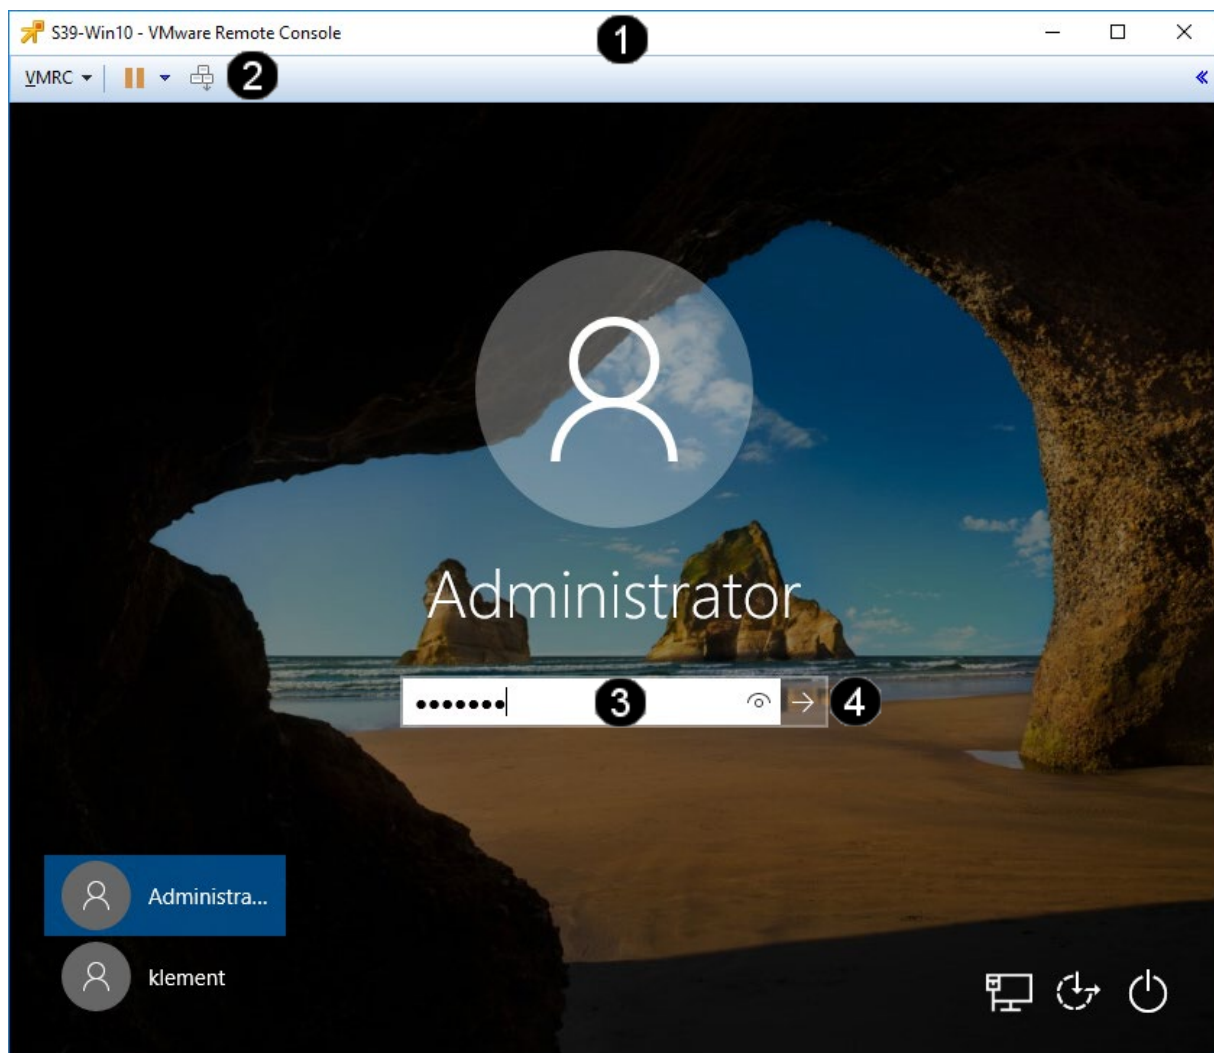 S39-Win10 - VMware Remote Console
1
VMRC
2
Administrator
•••••••
3
4
Administra...
klement